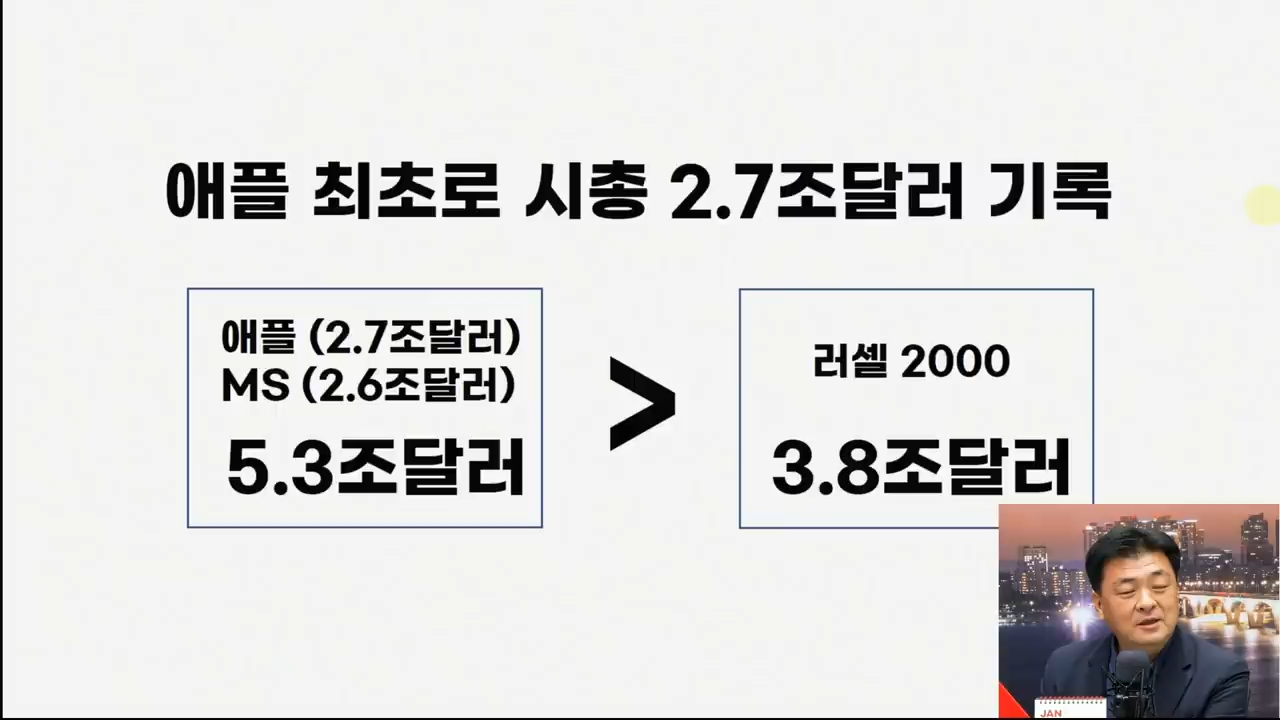 애플 최초로 시총 2.7조달러 기록
애플 (2.7조달러)
MS (2.6조달러)
5.3조달러
>
러셀 2000
3.8조달러
JAN